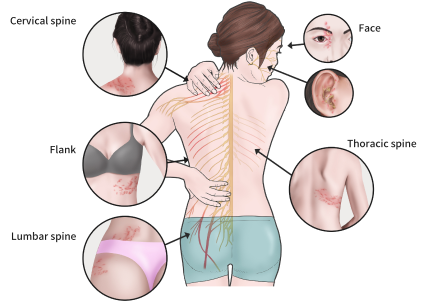 Cervical spine
Face
Flank
Thoracic spine
Lumbar spine